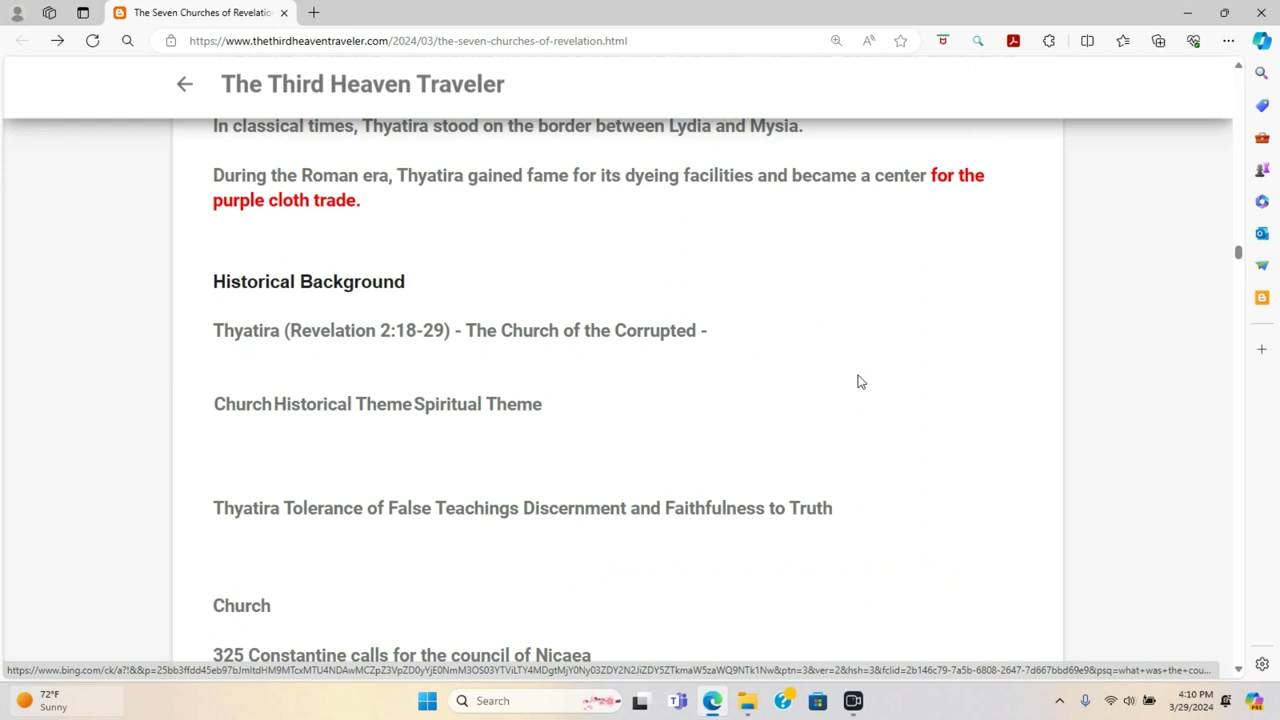 The Seven Churches of Revelatio
https://www.thethirdheaventraveler.com/2024/03/the-seven-churches-of-revelation.html
The Third Heaven Traveler
In classical times, Thyatira stood on the border between Lydia and Mysia.
During the Roman era, Thyatira gained fame for its dyeing facilities and became a center for the
purple cloth trade.
Historical Background
Thyatira (Revelation 2:18-29) - The Church of the Corrupted -
Church Historical Theme Spiritual Theme
Thyatira Tolerance of False Teachings Discernment and Faithfulness to Truth
Church
325 Constantine calls for the council of Nicaea
72°F
Sunny
Search
4:10 PM
3/29/2024